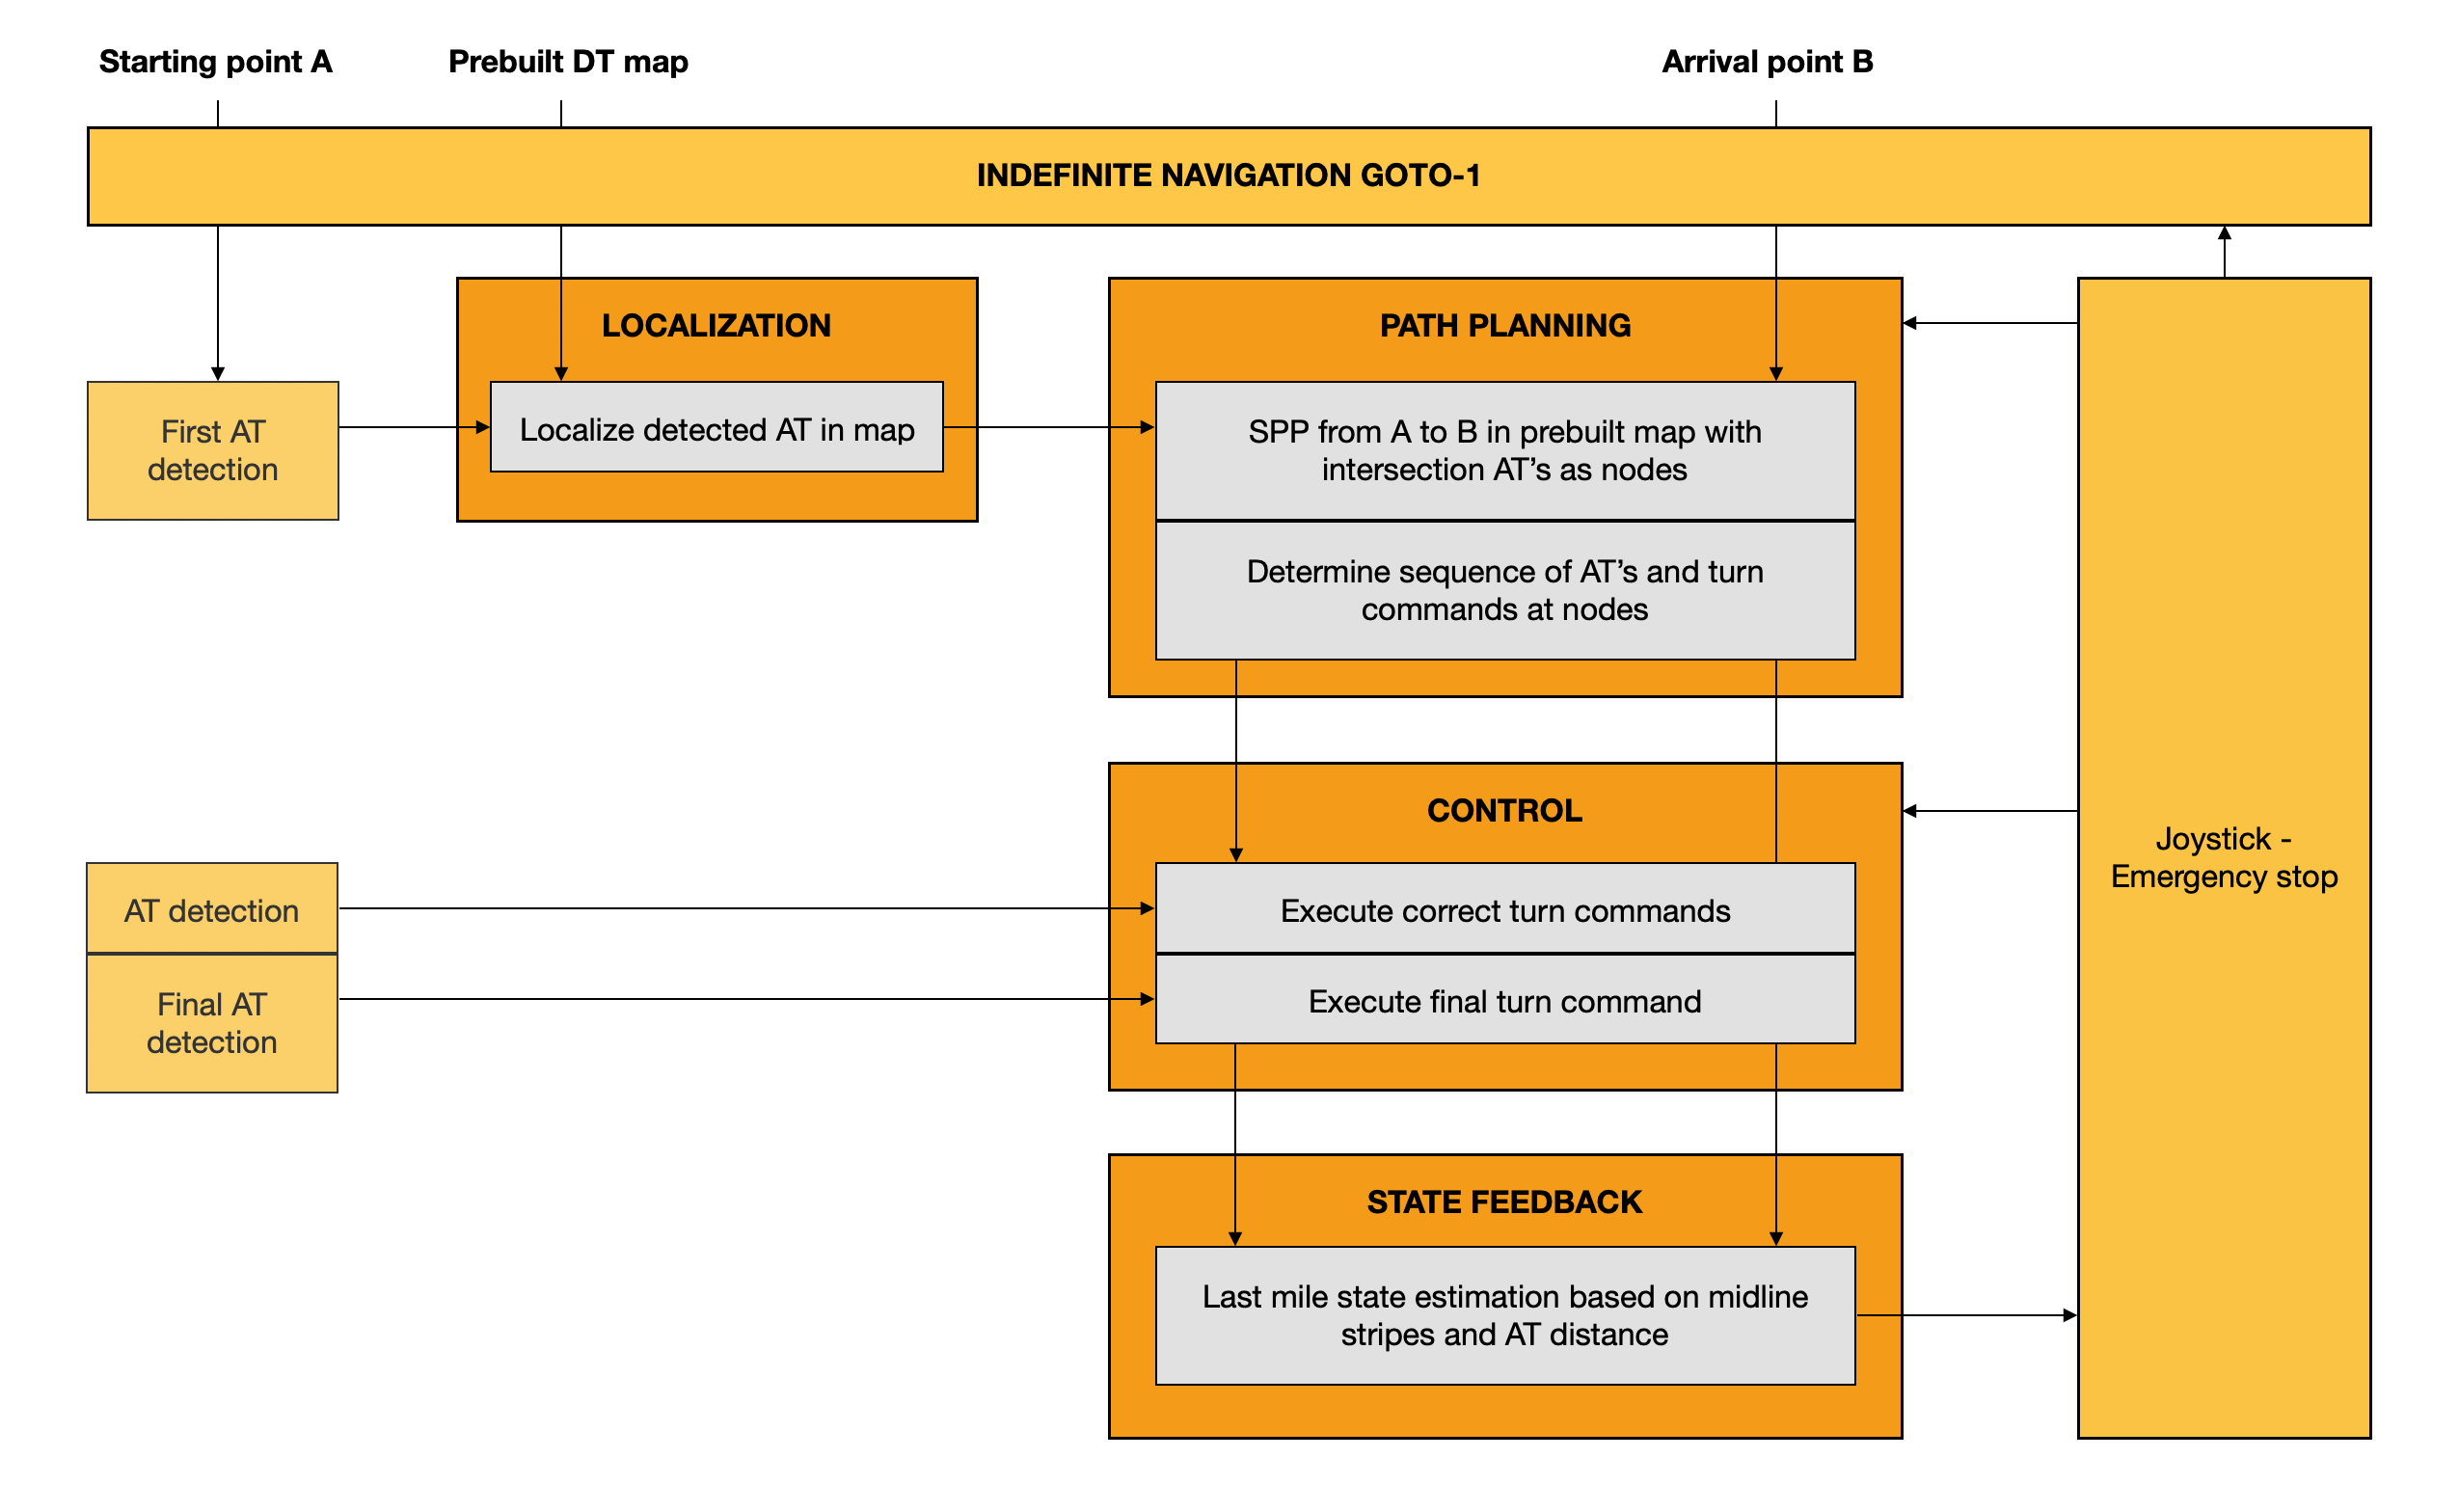 Starting point A
Prebuilt DT map
Arrival point B
INDEFINITE NAVIGATION GOTO-1
LOCALIZATION
PATH PLANNING
First AT
detection
Localize detected AT in map
SPP from A to B in prebuilt map with
intersection AT’s as nodes
Determine sequence of AT’s and turn
commands at nodes
CONTROL
Joystick -
Emergency stop
AT detection
Execute correct turn commands
Final AT
detection
Execute final turn command
STATE FEEDBACK
Last mile state estimation based on midline
stripes and AT distance